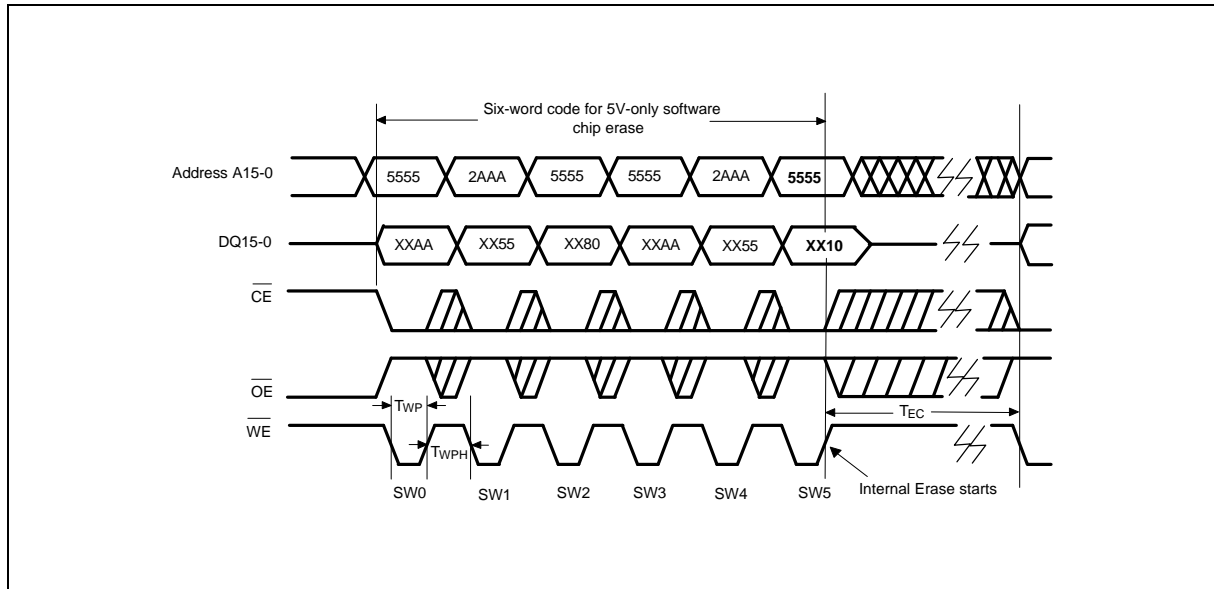 Six-word code for 5V-only software
chip erase
Address A15-0
5555
2AAA
5555
5555
2AAA
5555
DQ15-0
XXAA
XX55
XX80
XXAA
XX55
XX10
CE
OE
TWP
TEC
WE
TWPH
SW0
SW1
SW2
SW3
SW4
SW5
Internal Erase starts